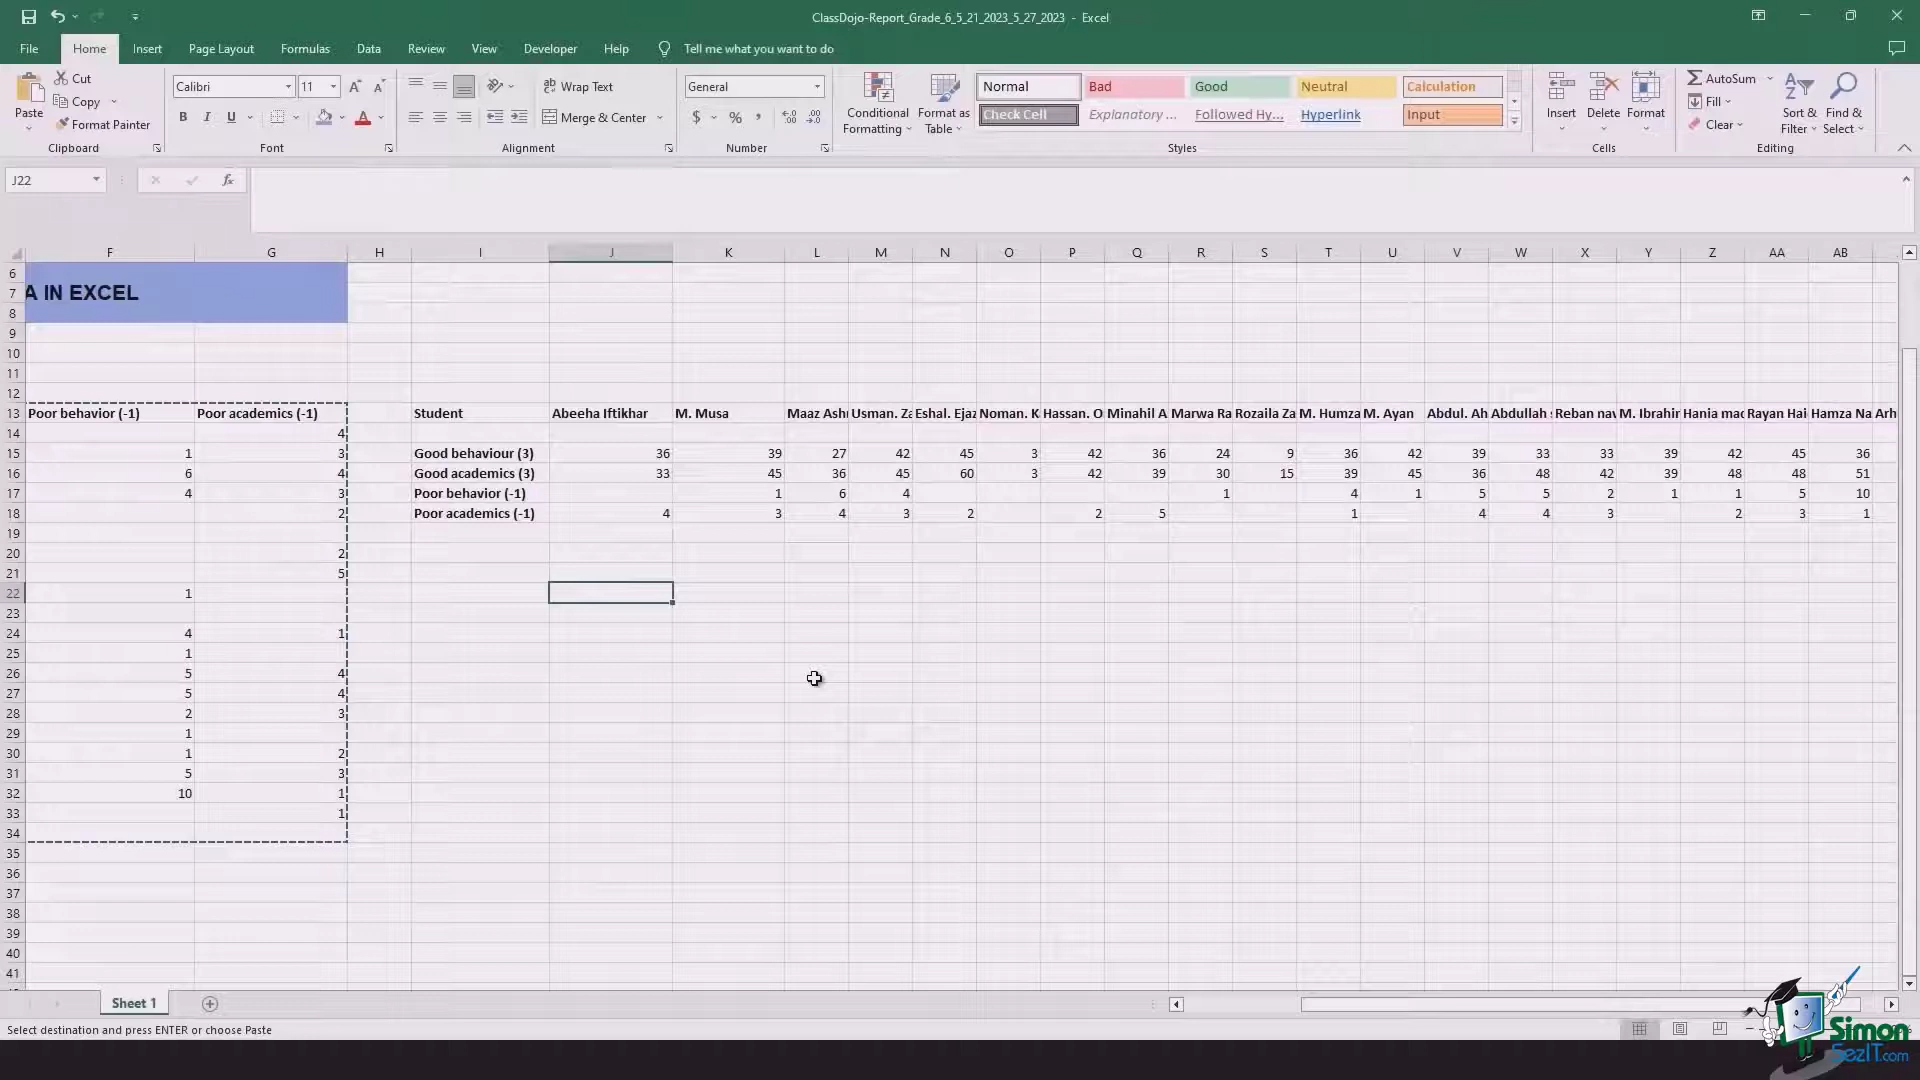 ClassDojo-Report_Grade_6_5_21_2023_5_27_2023 - Excel
File Home Insert Page Layout Formulas Data Review View Developer Help Tell me what you want to do
Paste Cut Copy Format Painter
Clipboard
Calibri 11
B I U
Font
Wrap Text
Merge & Center
Alignment
General
$ %
Number
Conditional Formatting
Format as Table
Normal Bad Good Neutral Calculation
Check Cell Explanatory ... Followed Hy... Hyperlink Input
Styles
Insert Delete Format
Cells
AutoSum
Fill
Clear
Sort & Filter
Find & Select
Editing
J22 fx
F G H I J K L M N O P Q R S T U V W X Y Z AA AB
6
7 A IN EXCEL
8
9
10
11
12
13 Poor behavior (-1) Poor academics (-1) Student Abeeha Iftikhar M. Musa Maaz Ash Usman. Za Eshal. Ejaz Noman. K Hassan. O Minahil A Marwa Ra Rozaila Za M. Humza M. Ayan Abdul. Ah Abdullah Reban nav M. Ibrahim Hania mac Rayan Hai Hamza Na Arh
14 4
15 1 3 Good behaviour (3) 36 39 27 42 45 3 42 36 24 9 36 42 39 33 33 39 42 45 36
16 6 4 Good academics (3) 33 45 36 45 60 3 42 39 30 15 39 45 36 48 42 39 48 48 51
17 4 3 Poor behavior (-1) 1 6 4 1 4 1 5 5 2 1 1 5 10
18 2 Poor academics (-1) 4 3 4 3 2 2 5 1 4 4 3 2 3 1
19
20 2
21 5
22 1
23
24 4 1
25 1
26 5 4
27 5 4
28 2 3
29 1
30 1 2
31 5 3
32 10 1
33 1
34
35
36
37
38
39
40
41
Sheet 1
Select destination and press ENTER or choose Paste
Simon
SezIT.com